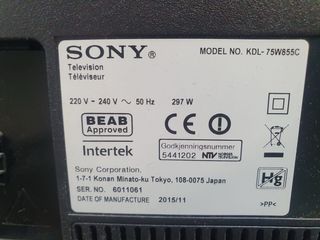 SONY® MODEL NO. KDL-75W855C
Television
Téléviseur
220 V - 240 V ~ 50 Hz 297 W
BEAB
Approved
Intertek
CE
Godkjenningsnummer
5441202 NTV
Sony Corporation
1-7-1 Konan Minato-ku Tokyo, 108-0075 Japan
SER. NO. 6011061
DATE OF MANUFACTURE 2015/11
Hg
>PP<